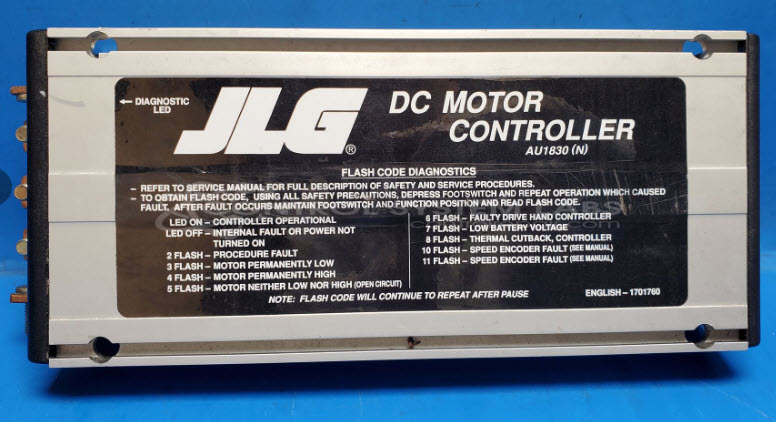 ← DIAGNOSTIC
LED
JLG®
DC MOTOR
CONTROLLER
AU1830 (N)
FLASH CODE DIAGNOSTICS
– REFER TO SERVICE MANUAL FOR FULL DESCRIPTION OF SAFETY AND SERVICE PROCEDURES.
– TO OBTAIN FLASH CODE, USING ALL SAFETY PRECAUTIONS, DEPRESS FOOTSWITCH AND REPEAT OPERATION WHICH CAUSED
FAULT. AFTER FAULT OCCURS MAINTAIN FOOTSWITCH AND FUNCTION POSITION AND READ FLASH CODE.
LED ON – CONTROLLER OPERATIONAL
LED OFF – INTERNAL FAULT OR POWER NOT
TURNED ON
2 FLASH – PROCEDURE FAULT
3 FLASH – MOTOR PERMANENTLY LOW
4 FLASH – MOTOR PERMANENTLY HIGH
5 FLASH – MOTOR NEITHER LOW NOR HIGH (OPEN CIRCUIT)
6 FLASH – FAULTY DRIVE HAND CONTROLLER
7 FLASH – LOW BATTERY VOLTAGE
8 FLASH – THERMAL CUTBACK, CONTROLLER
10 FLASH – SPEED ENCODER FAULT (SEE MANUAL)
11 FLASH – SPEED ENCODER FAULT (SEE MANUAL)
NOTE: FLASH CODE WILL CONTINUE TO REPEAT AFTER PAUSE
ENGLISH – 1701760